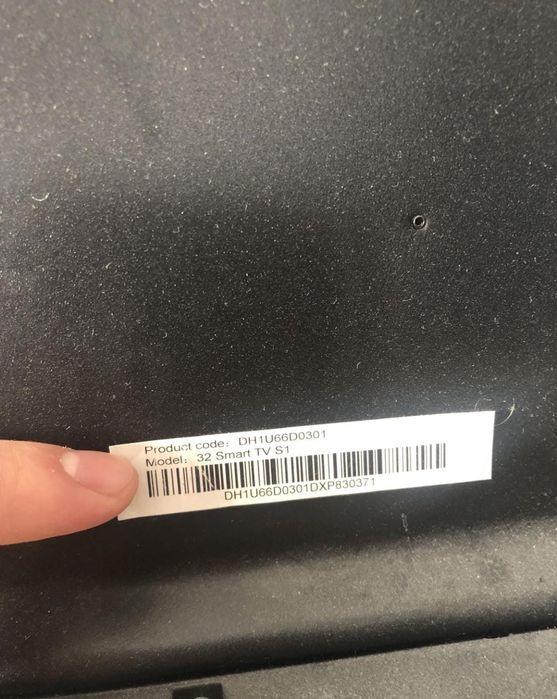 Product code: DH1U66D0301
Model: 32 Smart TV S1
DH1U66D0301DXP830371